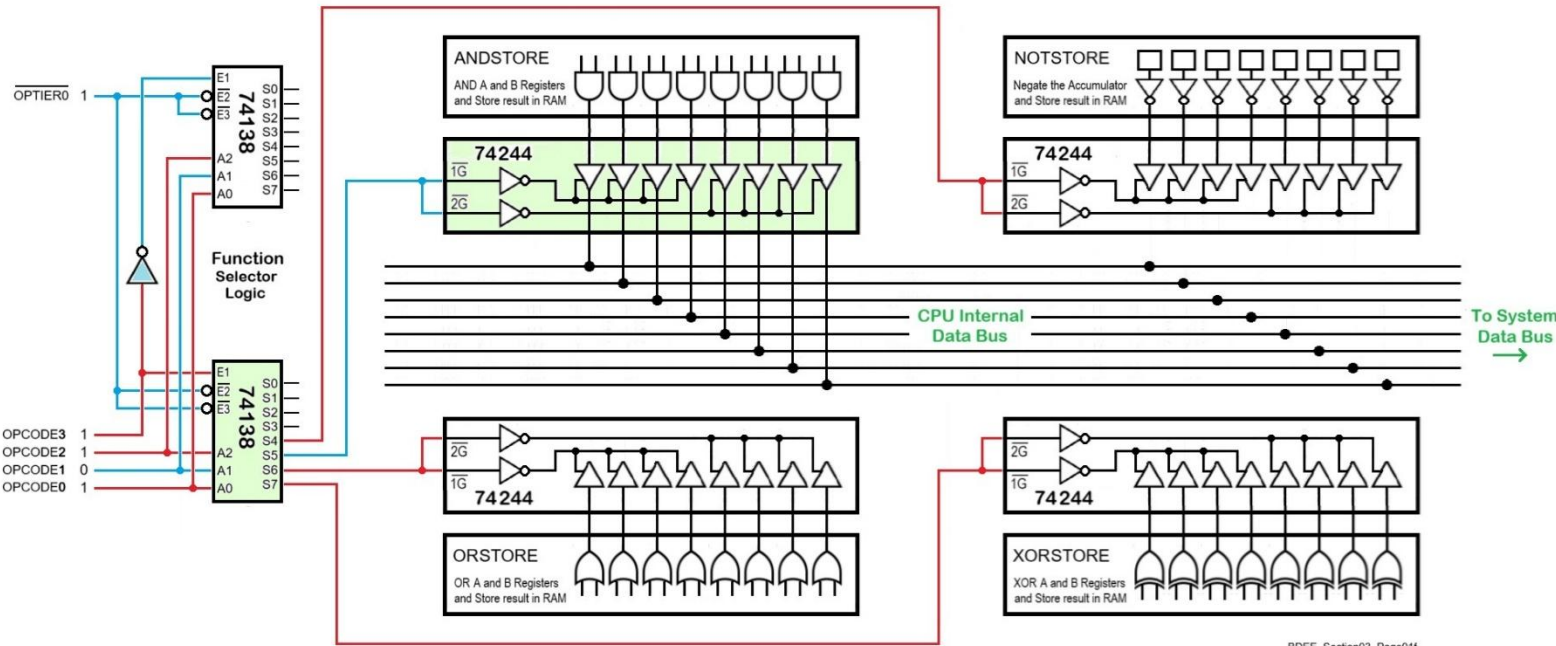 OPTIER0 1
E1
E2
E3
A2
A1
A0
74138
S0
S1
S2
S3
S4
S5
S6
S7
Function
Selector
Logic
E1
E2
E3
A2
A1
A0
74138
S0
S1
S2
S3
S4
S5
S6
S7
OPCODE3 1
OPCODE2 1
OPCODE1 0
OPCODE0 1
ANDSTORE
AND A and B Registers
and Store result in RAM
74244
1G
2G
NOTSTORE
Negate the Accumulator
and Store result in RAM
74244
1G
2G
CPU Internal
Data Bus
To System
Data Bus
→
2G
1G
74244
ORSTORE
OR A and B Registers
and Store result in RAM
2G
1G
74244
XORSTORE
XOR A and B Registers
and Store result in RAM